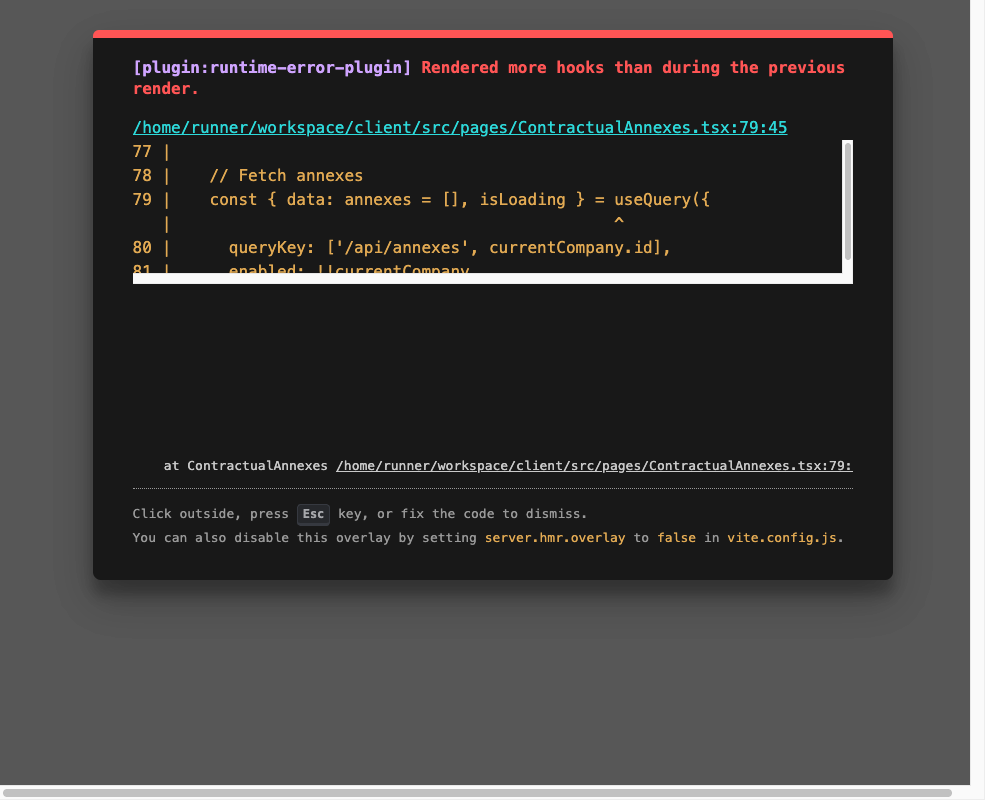 [plugin:runtime-error-plugin] Rendered more hooks than during the previous
render.
/home/runner/workspace/client/src/pages/ContractualAnnexes.tsx:79:45
77 |
78 |    // Fetch annexes
79 |    const { data: annexes = [], isLoading } = useQuery({
   |                                              ^
80 |      queryKey: ['/api/annexes', currentCompany.id],
81 |      enabled: !!currentCompany
at ContractualAnnexes /home/runner/workspace/client/src/pages/ContractualAnnexes.tsx:79:
Click outside, press Esc key, or fix the code to dismiss.
You can also disable this overlay by setting server.hmr.overlay to false in vite.config.js.